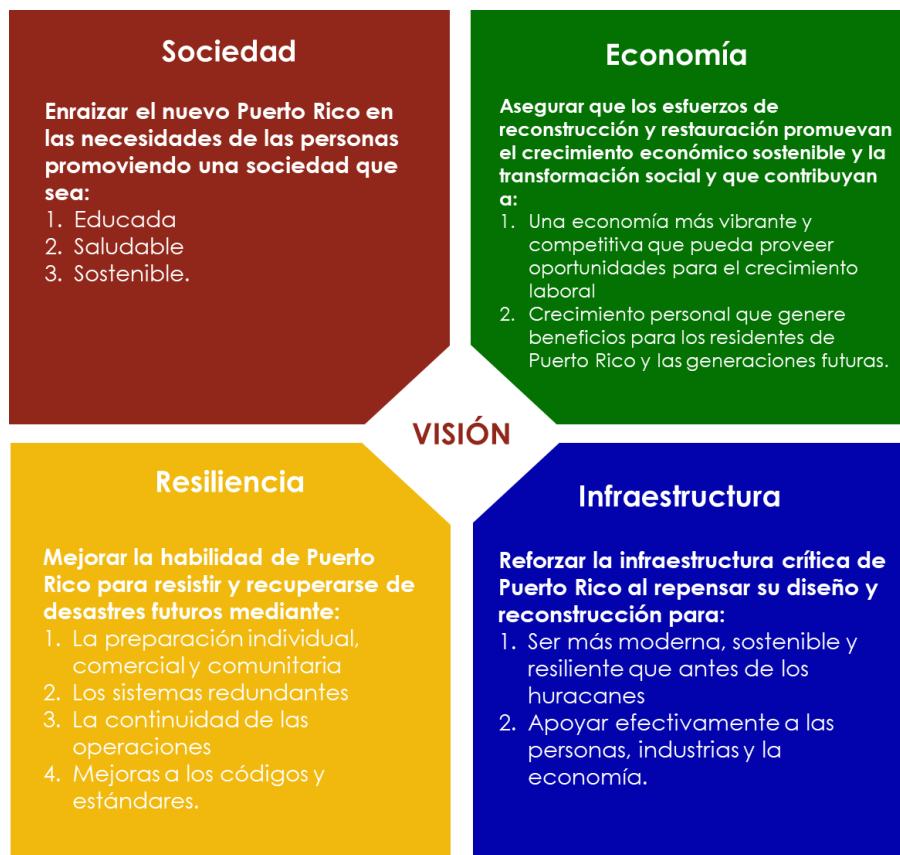 Sociedad
Enraizar el nuevo Puerto Rico en
las necesidades de las personas
promoviendo una sociedad que
sea:
1. Educada
2. Saludable
3. Sostenible.
Economía
Asegurar que los esfuerzos de
reconstrucción y restauración promuevan
el crecimiento económico sostenible y la
transformación social y que contribuyan
a:
1. Una economía más vibrante y
competitiva que pueda proveer
oportunidades para el crecimiento
laboral
2. Crecimiento personal que genere
beneficios para los residentes de
Puerto Rico y las generaciones futuras.
VISIÓN
Resiliencia
Mejorar la habilidad de Puerto
Rico para resistir y recuperarse de
desastres futuros mediante:
1. La preparación individual,
comercial y comunitaria
2. Los sistemas redundantes
3. La continuidad de las
operaciones
4. Mejoras a los códigos y
estándares.
Infraestructura
Reforzar la infraestructura crítica de
Puerto Rico al repensar su diseño y
reconstrucción para:
1. Ser más moderna, sostenible y
resiliente que antes de los
huracanes
2. Apoyar efectivamente a las
personas, industrias y la
economía.